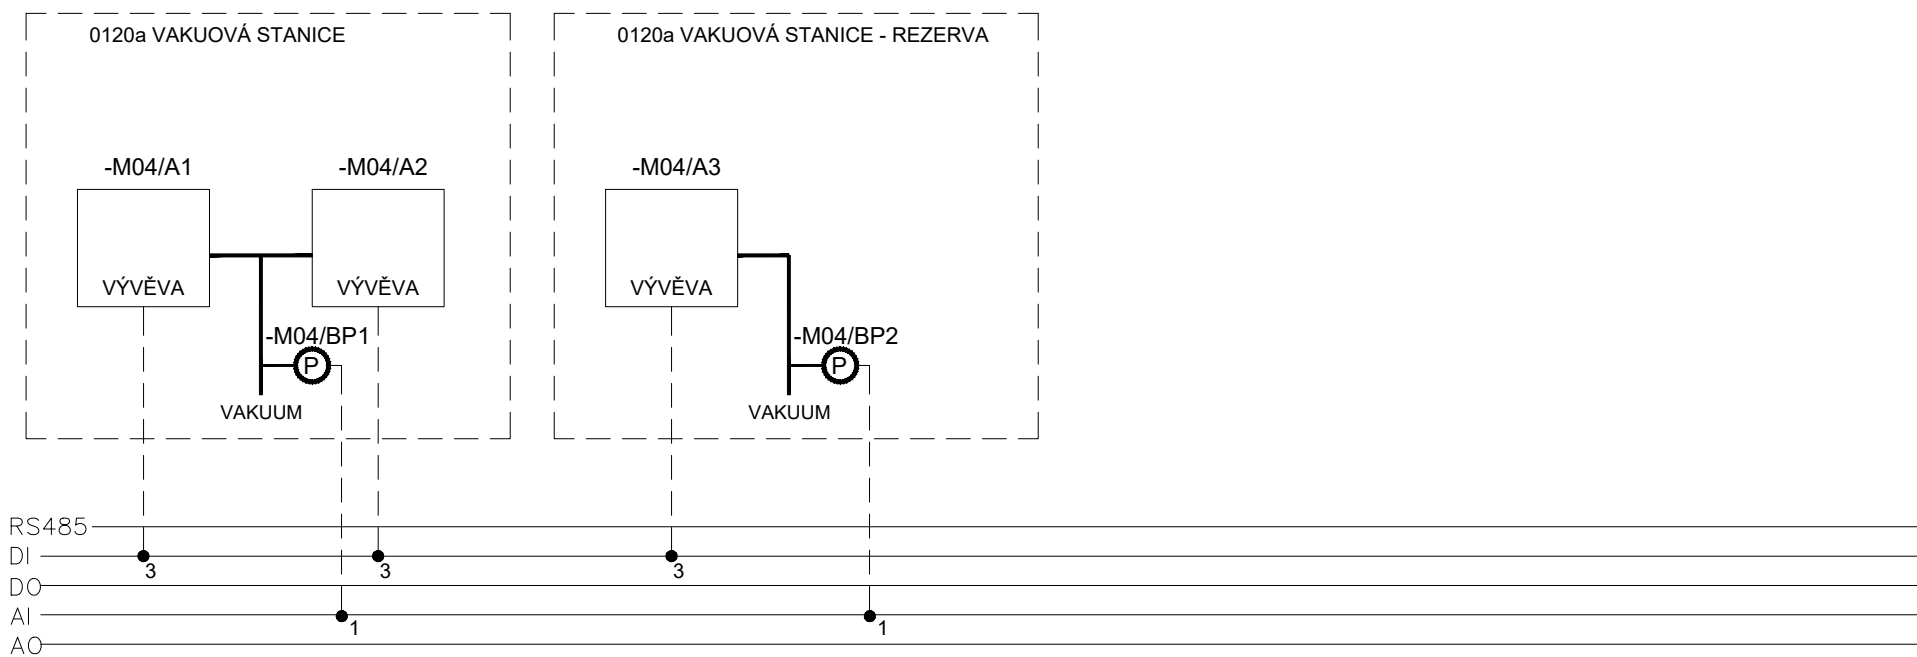 0120a VAKUOVÁ STANICE
0120a VAKUOVÁ STANICE - REZERVA
-M04/A1
-M04/A2
-M04/A3
VÝVĚVA
VÝVĚVA
VÝVĚVA
-M04/BP1
-M04/BP2
P
P
VAKUUM
VAKUUM
RS485
DI
3
3
3
DO
AI
1
1
AO